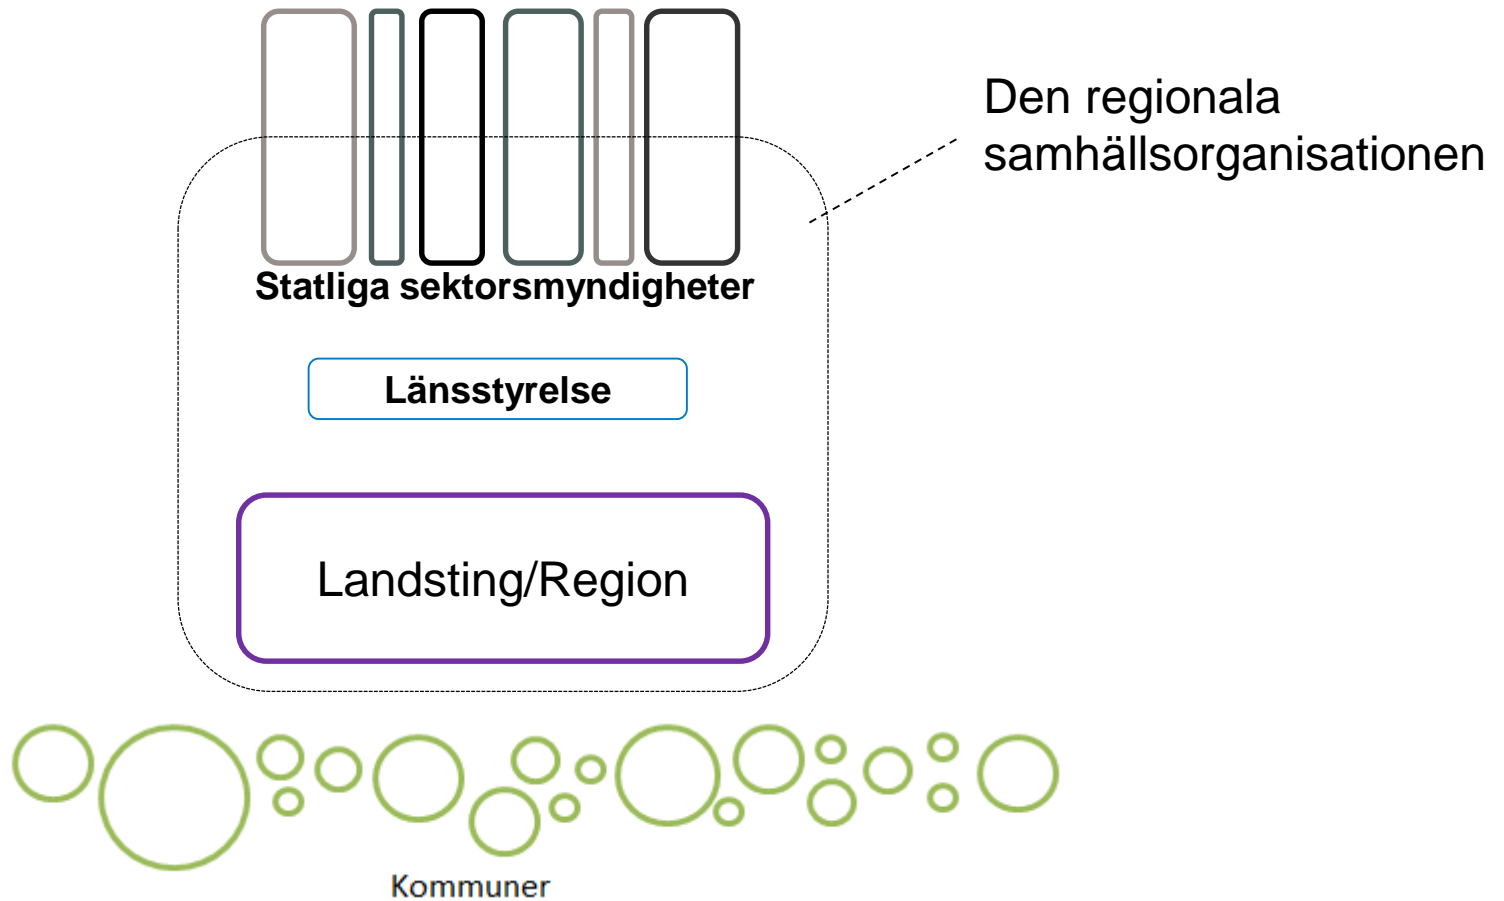 Den regionala
samhällsorganisationen
Statliga sektorsmyndigheter
Länsstyrelse
Landsting/Region
Kommuner